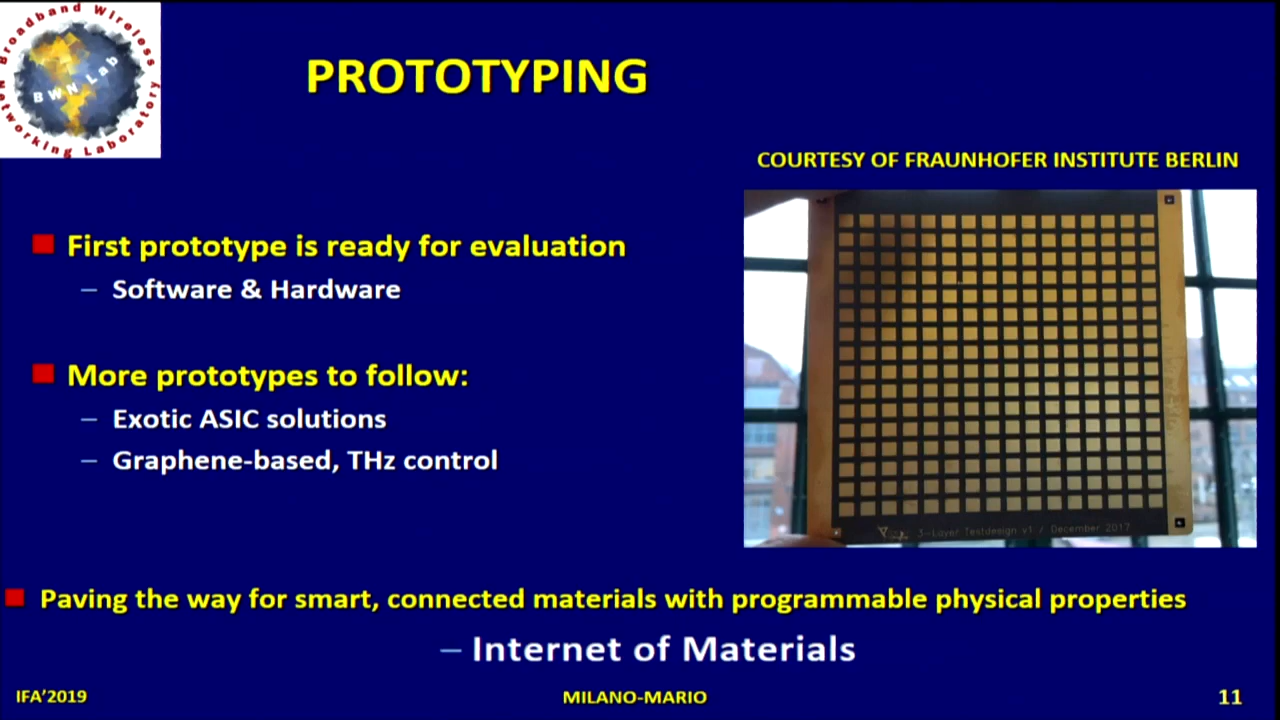 Broadband Wireless
Networking Laboratory
BWN Lab
PROTOTYPING
COURTESY OF FRAUNHOFER INSTITUTE BERLIN
First prototype is ready for evaluation
– Software & Hardware
More prototypes to follow:
– Exotic ASIC solutions
– Graphene-based, THz control
3-Layer Testdesign v1 / December 2017
Paving the way for smart, connected materials with programmable physical properties
– Internet of Materials
IFA'2019
MILANO-MARIO
11